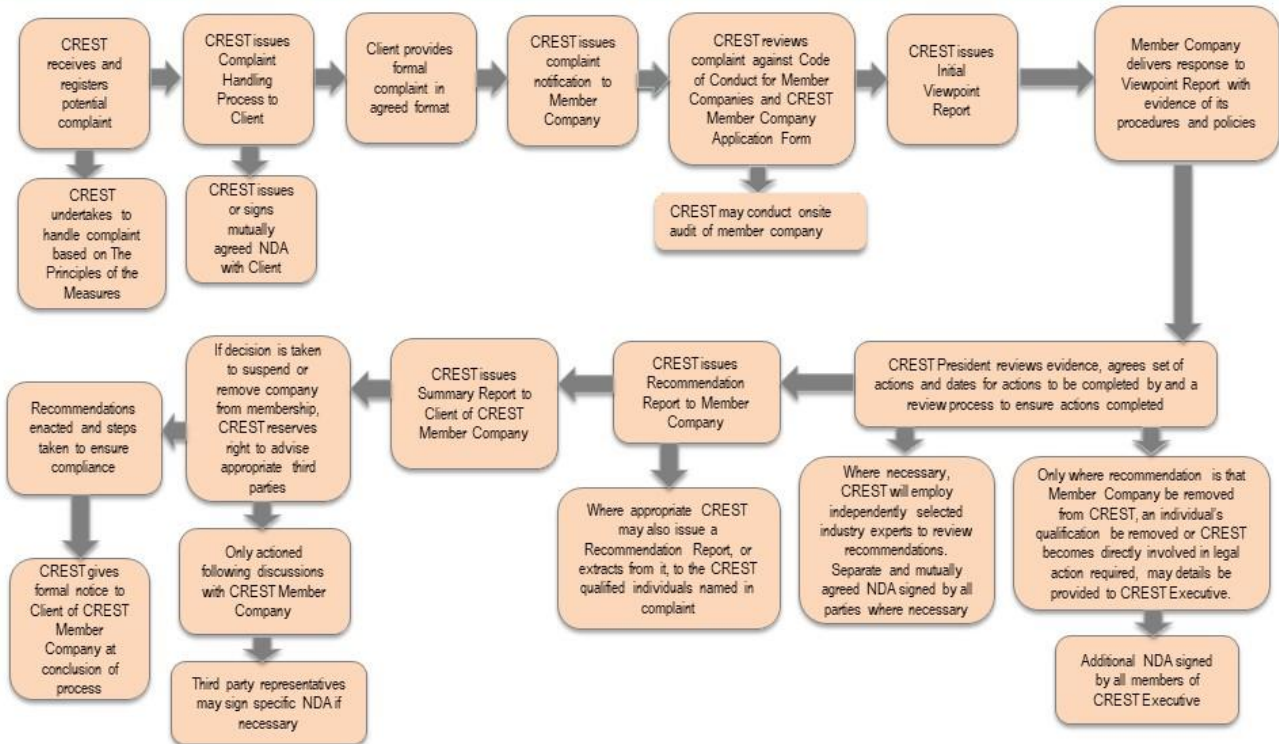 CREST
receives and
registers
potential
complaint
CREST issues
Complaint
Handling
Process to
Client
Client provides
formal
complaint in
agreed format
CREST issues
complaint
notification to
Member
Company
CREST reviews
complaint against Code
of Conduct for Member
Companies and CREST
Member Company
Application Form
CREST issues
Initial
Viewpoint
Report
Member Company
delivers response to
Viewpoint Report with
evidence of its
procedures and policies
CREST
undertakes to
handle complaint
based on The
Principles of the
Measures
CREST issues
or signs
mutually
agreed NDA
with Client
CREST may conduct onsite
audit of member company
CREST President reviews evidence, agrees set of
actions and dates for actions to be completed by and a
review process to ensure actions completed
CREST issues
Recommendation
Report to Member
Company
CREST issues
Summary Report to
Client of CREST
Member Company
If decision is taken
to suspend or
remove company
from membership,
CREST reserves
right to advise
appropriate third
parties
Recommendations
enacted and steps
taken to ensure
compliance
Only where recommendation is that
Member Company be removed
from CREST, an individual's
qualification be removed or CREST
becomes directly involved in legal
action required, may details be
provided to CREST Executive.
Where necessary,
CREST will employ
independently selected
industry experts to review
recommendations.
Separate and mutually
agreed NDA signed by all
parties where necessary
Where appropriate CREST
may also issue a
Recommendation Report, or
extracts from it, to the CREST
qualified individuals named in
complaint
Only actioned
following discussions
with CREST Member
Company
CREST gives
formal notice to
Client of CREST
Member
Company at
conclusion of
process
Additional NDA signed
by all members of
CREST Executive
Third party representatives
may sign specific NDA if
necessary